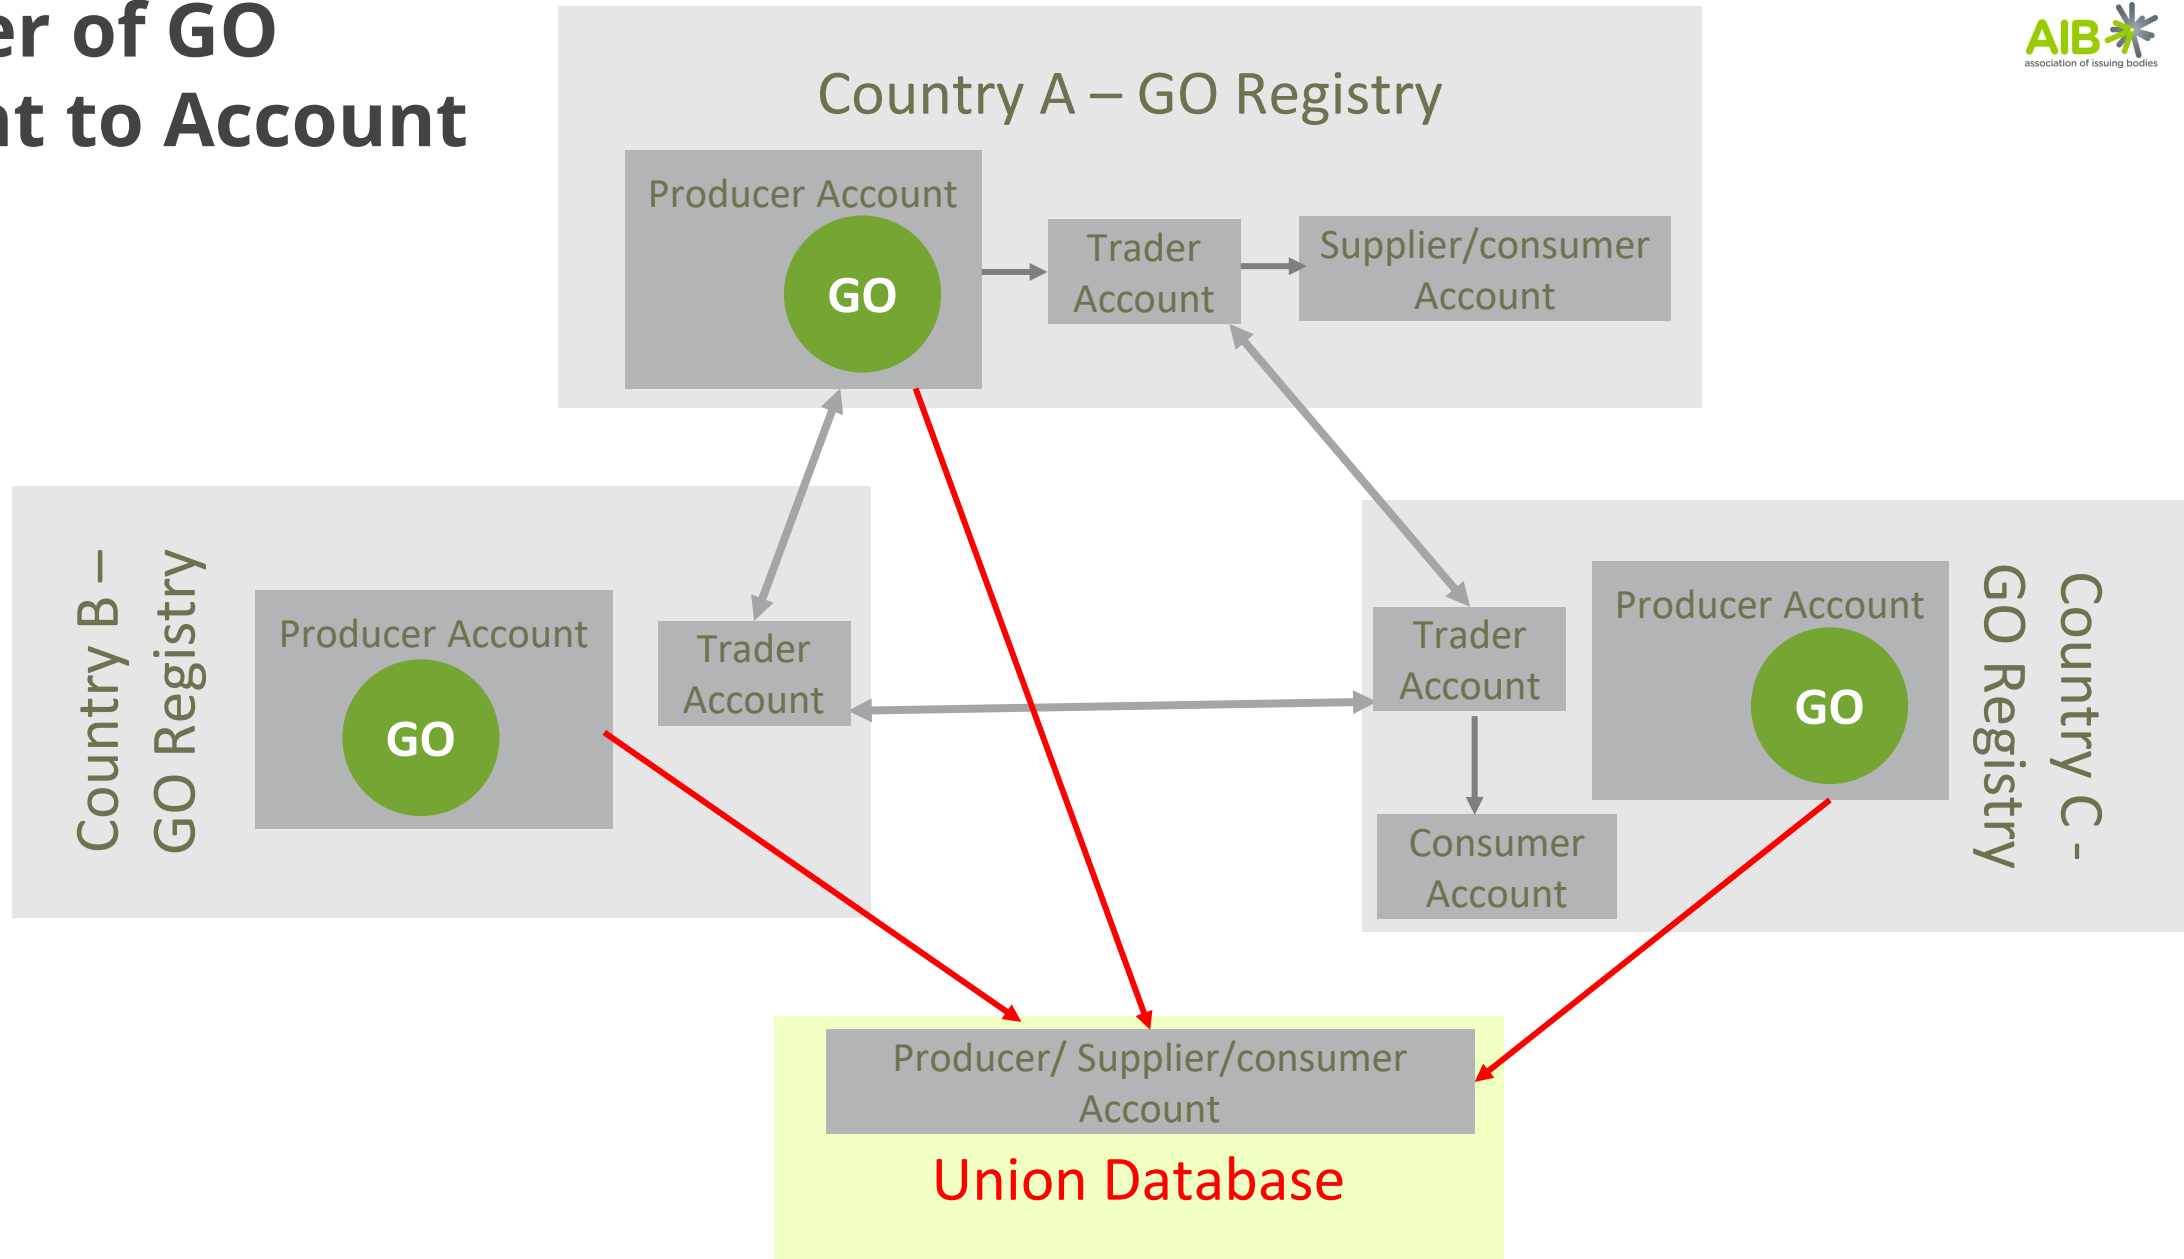 er of GO
nt to Account
AIB
association of issuing bodies
Country A – GO Registry
Producer Account
GO
Trader
Account
Supplier/consumer
Account
Country B –
GO Registry
Producer Account
GO
Trader
Account
Trader
Account
Consumer
Account
Producer Account
GO
Country C -
GO Registry
Producer/ Supplier/consumer
Account
Union Database